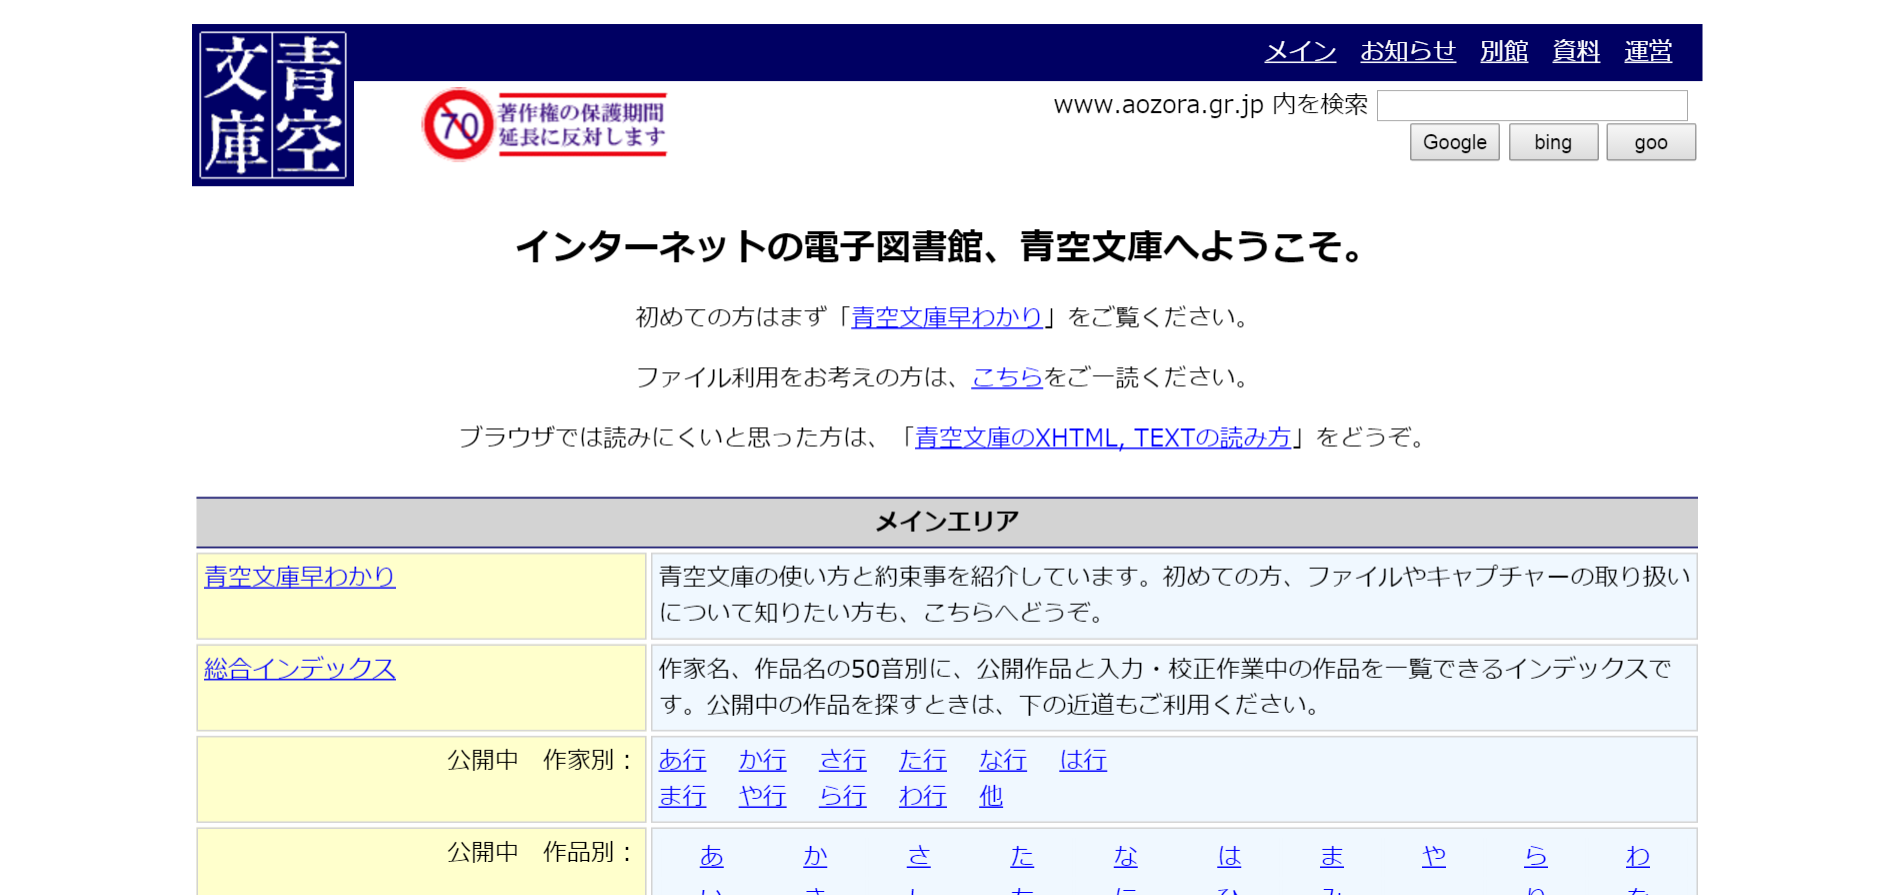 青空文庫
メイン お知らせ 別館 資料 運営
70 著作権の保護期間
延長に反対します
www.aozora.gr.jp 内を検索
Google bing goo
インターネットの電子図書館、青空文庫へようこそ。
初めての方はまず「青空文庫早わかり」をご覧ください。
ファイル利用をお考えの方は、こちらをご一読ください。
ブラウザでは読みにくいと思った方は、「青空文庫のXHTML, TEXTの読み方」をどうぞ。
メインエリア
青空文庫早わかり
青空文庫の使い方と約束事を紹介しています。初めての方、ファイルやキャプチャーの取り扱い
について知りたい方も、こちらへどうぞ。
総合インデックス
作家名、作品名の50音別に、公開作品と入力・校正作業中の作品を一覧できるインデックスで
す。公開中の作品を探すときは、下の近道もご利用ください。
公開中 作家別：
あ行 か行 さ行 た行 な行 は行
ま行 や行 ら行 わ行 他
公開中 作品別：
あ か さ た な は ま や ら わ